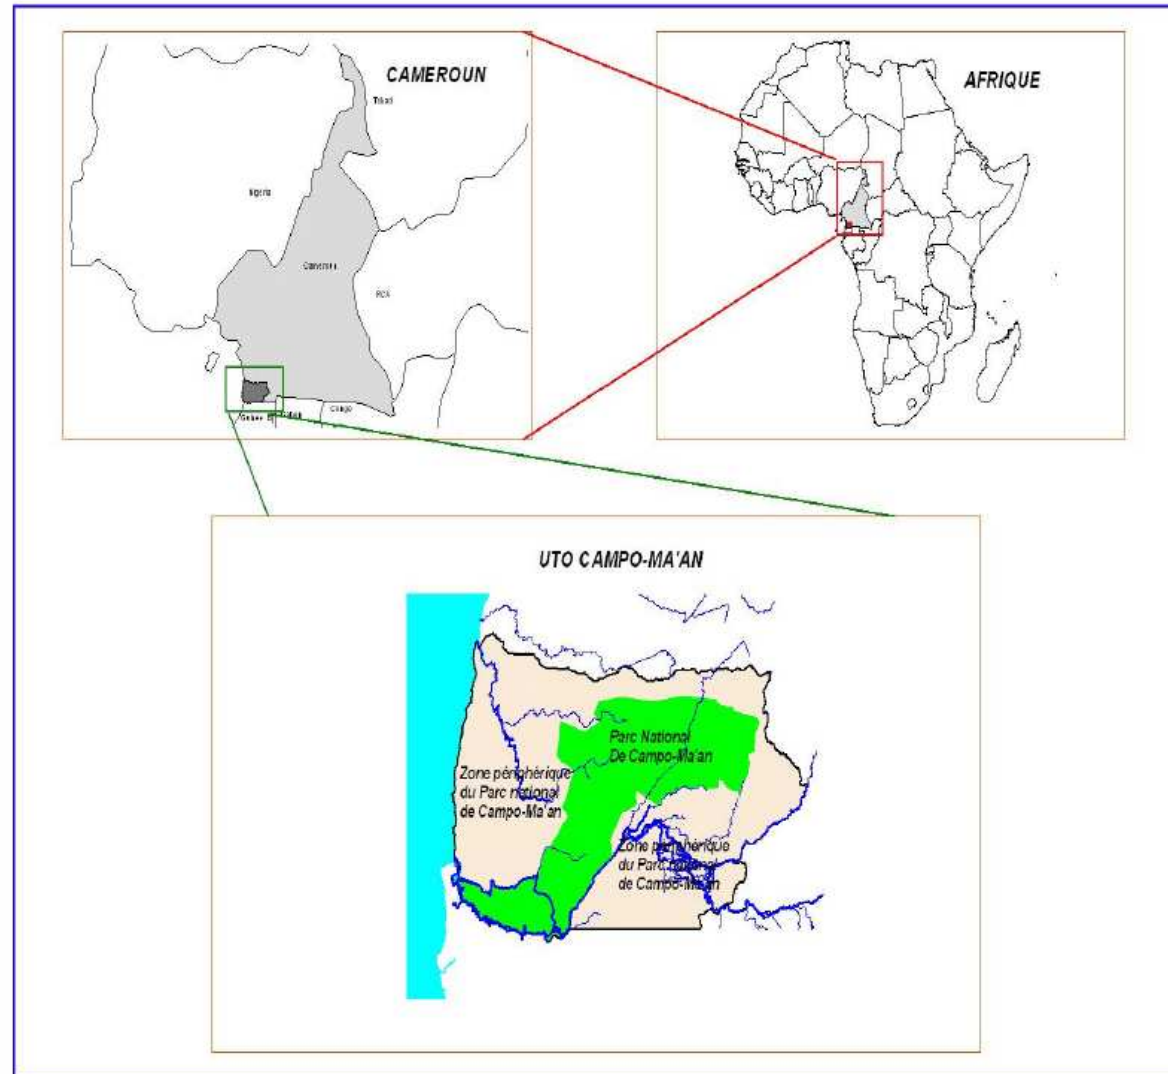 CAMEROUN
Tchad
Nigeria
Cameroun
RCA
Congo
AFRIQUE
UTO CAMPO-MA'AN
Parc National
De Campo-Ma'an
Zone périphérique
du Parc national
de Campo-Ma'an
Zone périphérique
du Parc national
de Campo-Ma'an